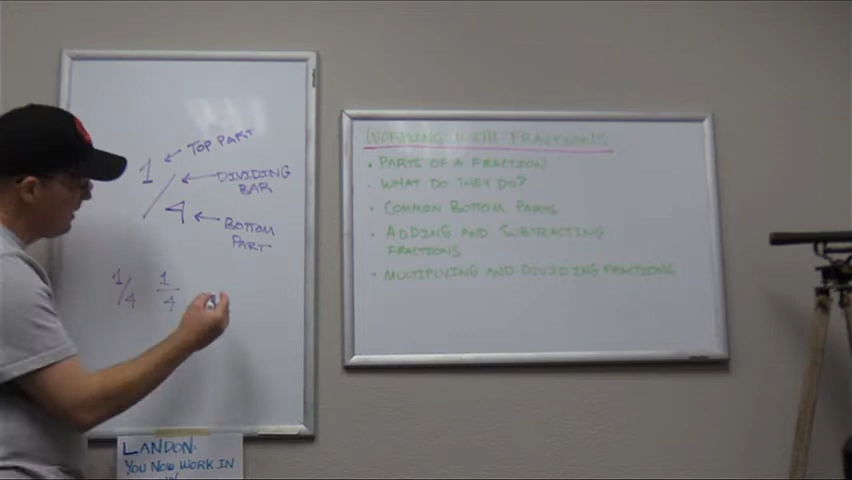 1 ← TOP PART
/ ← DIVIDING
BAR
4 ← BOTTOM
PART
1/4 1/4
LANDON:
YOU NOW WORK IN
WORKING WITH FRACTIONS
• PARTS OF A FRACTION
• WHAT DO THEY DO?
• COMMON BOTTOM PARTS
• ADDING AND SUBTRACTING
FRACTIONS
• MULTIPLYING AND DIVIDING FRACTIONS